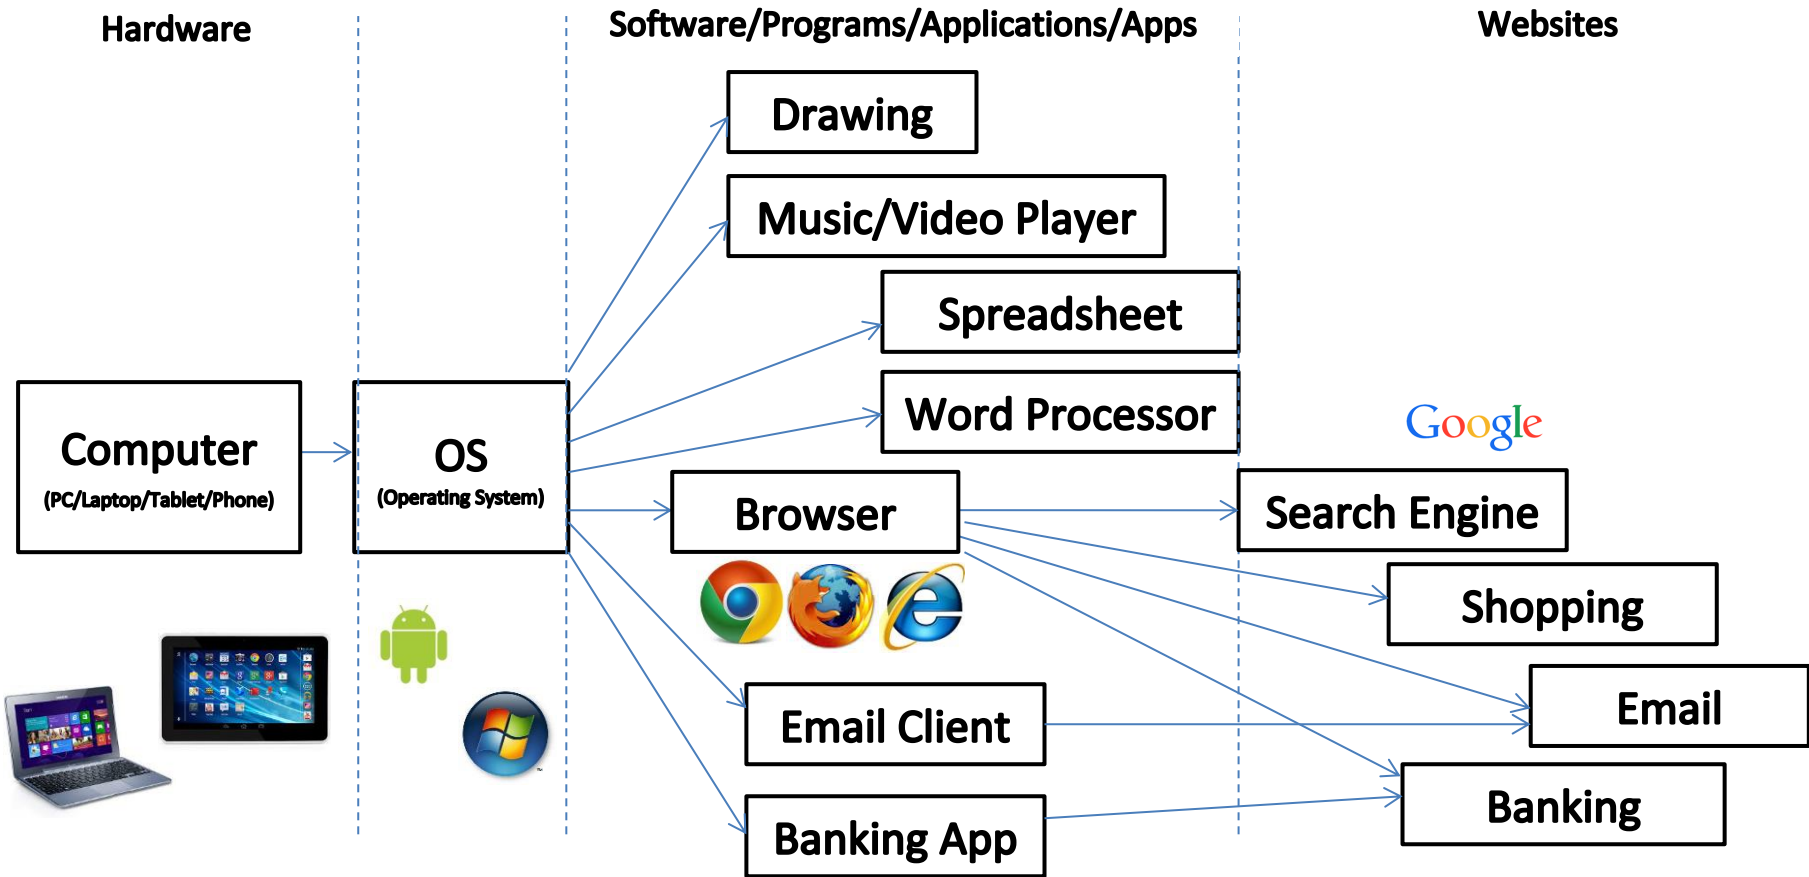 Hardware
Software/Programs/Applications/Apps
Websites
Drawing
Music/Video Player
Spreadsheet
Word Processor
Google
Computer
(PC/Laptop/Tablet/Phone)
OS
(Operating System)
Browser
Search Engine
Shopping
Email Client
Email
Banking App
Banking